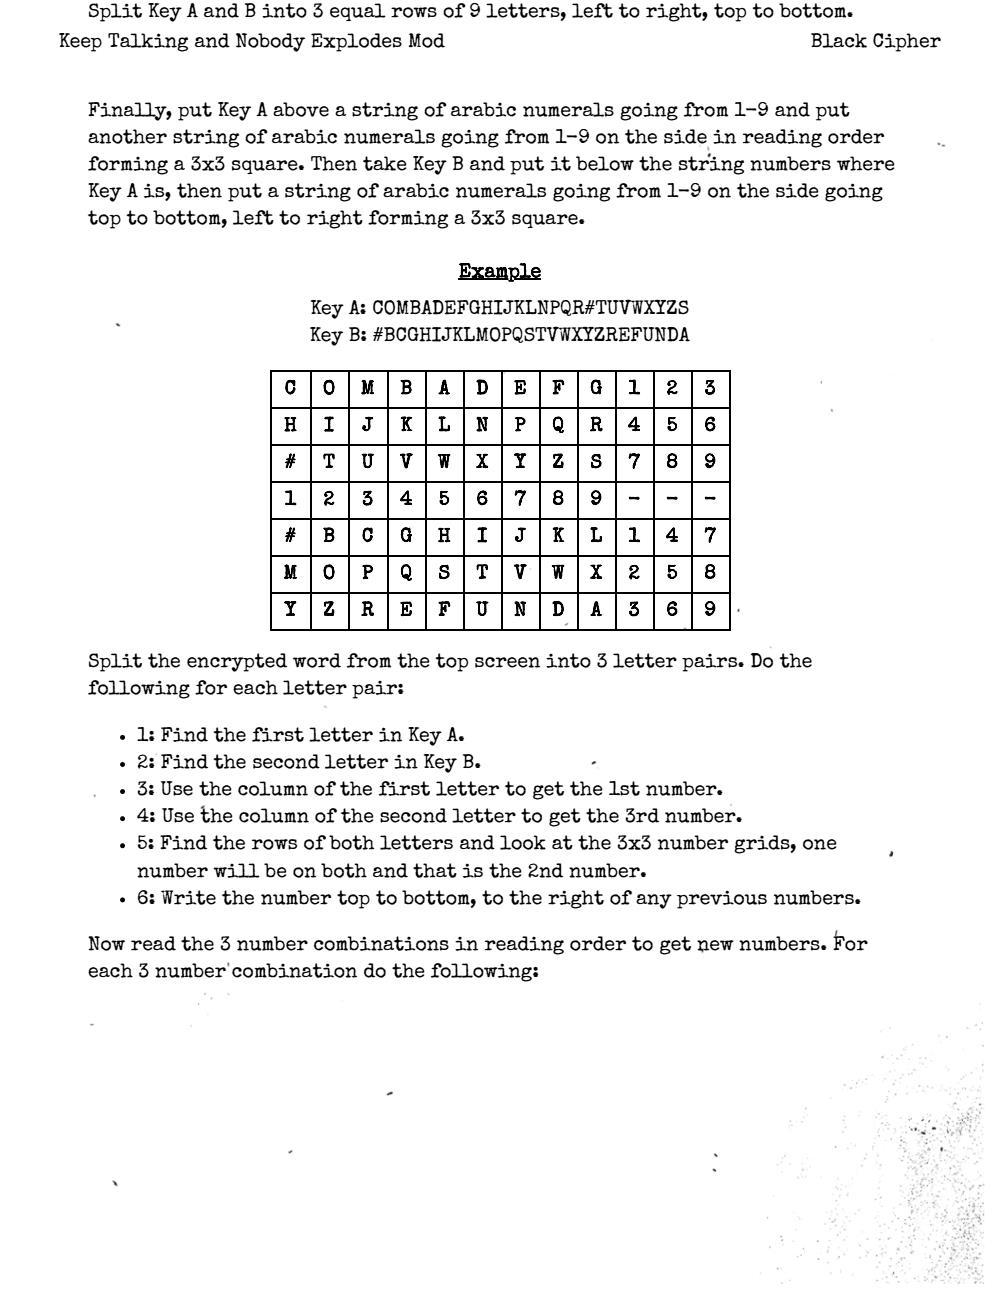 Split Key A and B into 3 equal rows of 9 letters, left to right, top to bottom.
Keep Talking and Nobody Explodes Mod Black Cipher
Finally, put Key A above a string of arabic numerals going from 1-9 and put
another string of arabic numerals going from 1-9 on the side in reading order
forming a 3x3 square. Then take Key B and put it below the string numbers where
Key A is, then put a string of arabic numerals going from 1-9 on the side going
top to bottom, left to right forming a 3x3 square.
Example
Key A: COMBADEFGHIJKLNPQR#TUVWXYZS
Key B: #BCGHIJKLMOPQSTVWXYZREFUNDA
C O M B A D E F G 1 2 3
H I J K L N P Q R 4 5 6
# T U V W X Y Z S 7 8 9
1 2 3 4 5 6 7 8 9 - - -
# B C G H I J K L 1 4 7
M O P Q S T V W X 2 5 8
Y Z R E F U N D A 3 6 9
Split the encrypted word from the top screen into 3 letter pairs. Do the
following for each letter pair:
• 1: Find the first letter in Key A.
• 2: Find the second letter in Key B.
• 3: Use the column of the first letter to get the 1st number.
• 4: Use the column of the second letter to get the 3rd number.
• 5: Find the rows of both letters and look at the 3x3 number grids, one
number will be on both and that is the 2nd number.
• 6: Write the number top to bottom, to the right of any previous numbers.
Now read the 3 number combinations in reading order to get new numbers. For
each 3 number combination do the following: